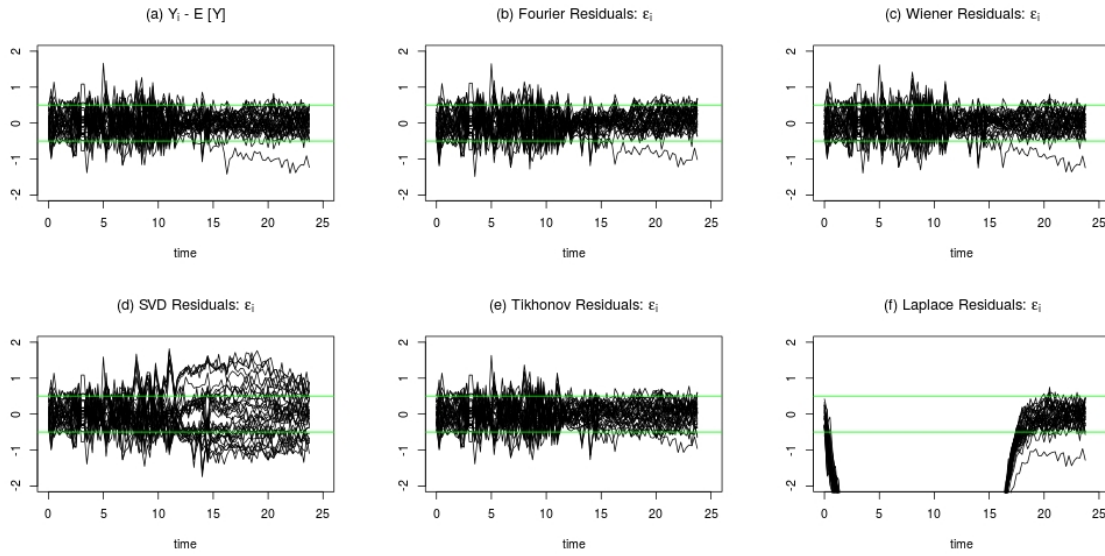 (a) Yᵢ - E [Y]
(b) Fourier Residuals: εᵢ
(c) Wiener Residuals: εᵢ
2
1
0
-1
-2
0 5 10 15 20 25
time
2
1
0
-1
-2
0 5 10 15 20 25
time
2
1
0
-1
-2
0 5 10 15 20 25
time
(d) SVD Residuals: εᵢ
(e) Tikhonov Residuals: εᵢ
(f) Laplace Residuals: εᵢ
2
1
0
-1
-2
0 5 10 15 20 25
time
2
1
0
-1
-2
0 5 10 15 20 25
time
2
1
0
-1
-2
0 5 10 15 20 25
time